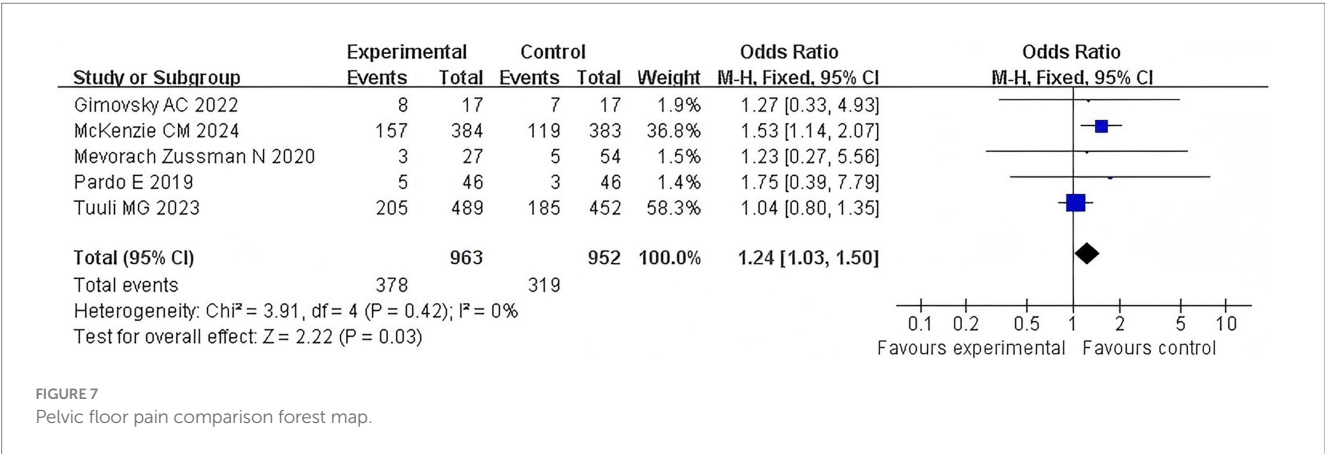 Experimental Control Odds Ratio Odds Ratio
Study or Subgroup Events Total Events Total Weight M-H, Fixed, 95% CI M-H, Fixed, 95% CI
Gimovsky AC 2022 8 17 7 17 1.9% 1.27 [0.33, 4.93]
McKenzie CM 2024 157 384 119 383 36.8% 1.53 [1.14, 2.07]
Mevorach Zussman N 2020 3 27 5 54 1.5% 1.23 [0.27, 5.56]
Pardo E 2019 5 46 3 46 1.4% 1.75 [0.39, 7.79]
Tuuli MG 2023 205 489 185 452 58.3% 1.04 [0.80, 1.35]
Total (95% CI) 963 952 100.0% 1.24 [1.03, 1.50]
Total events 378 319
Heterogeneity: Chi² = 3.91, df = 4 (P = 0.42); I² = 0%
Test for overall effect: Z = 2.22 (P = 0.03)
0.1 0.2 0.5 1 2 5 10
Favours experimental Favours control
FIGURE 7
Pelvic floor pain comparison forest map.